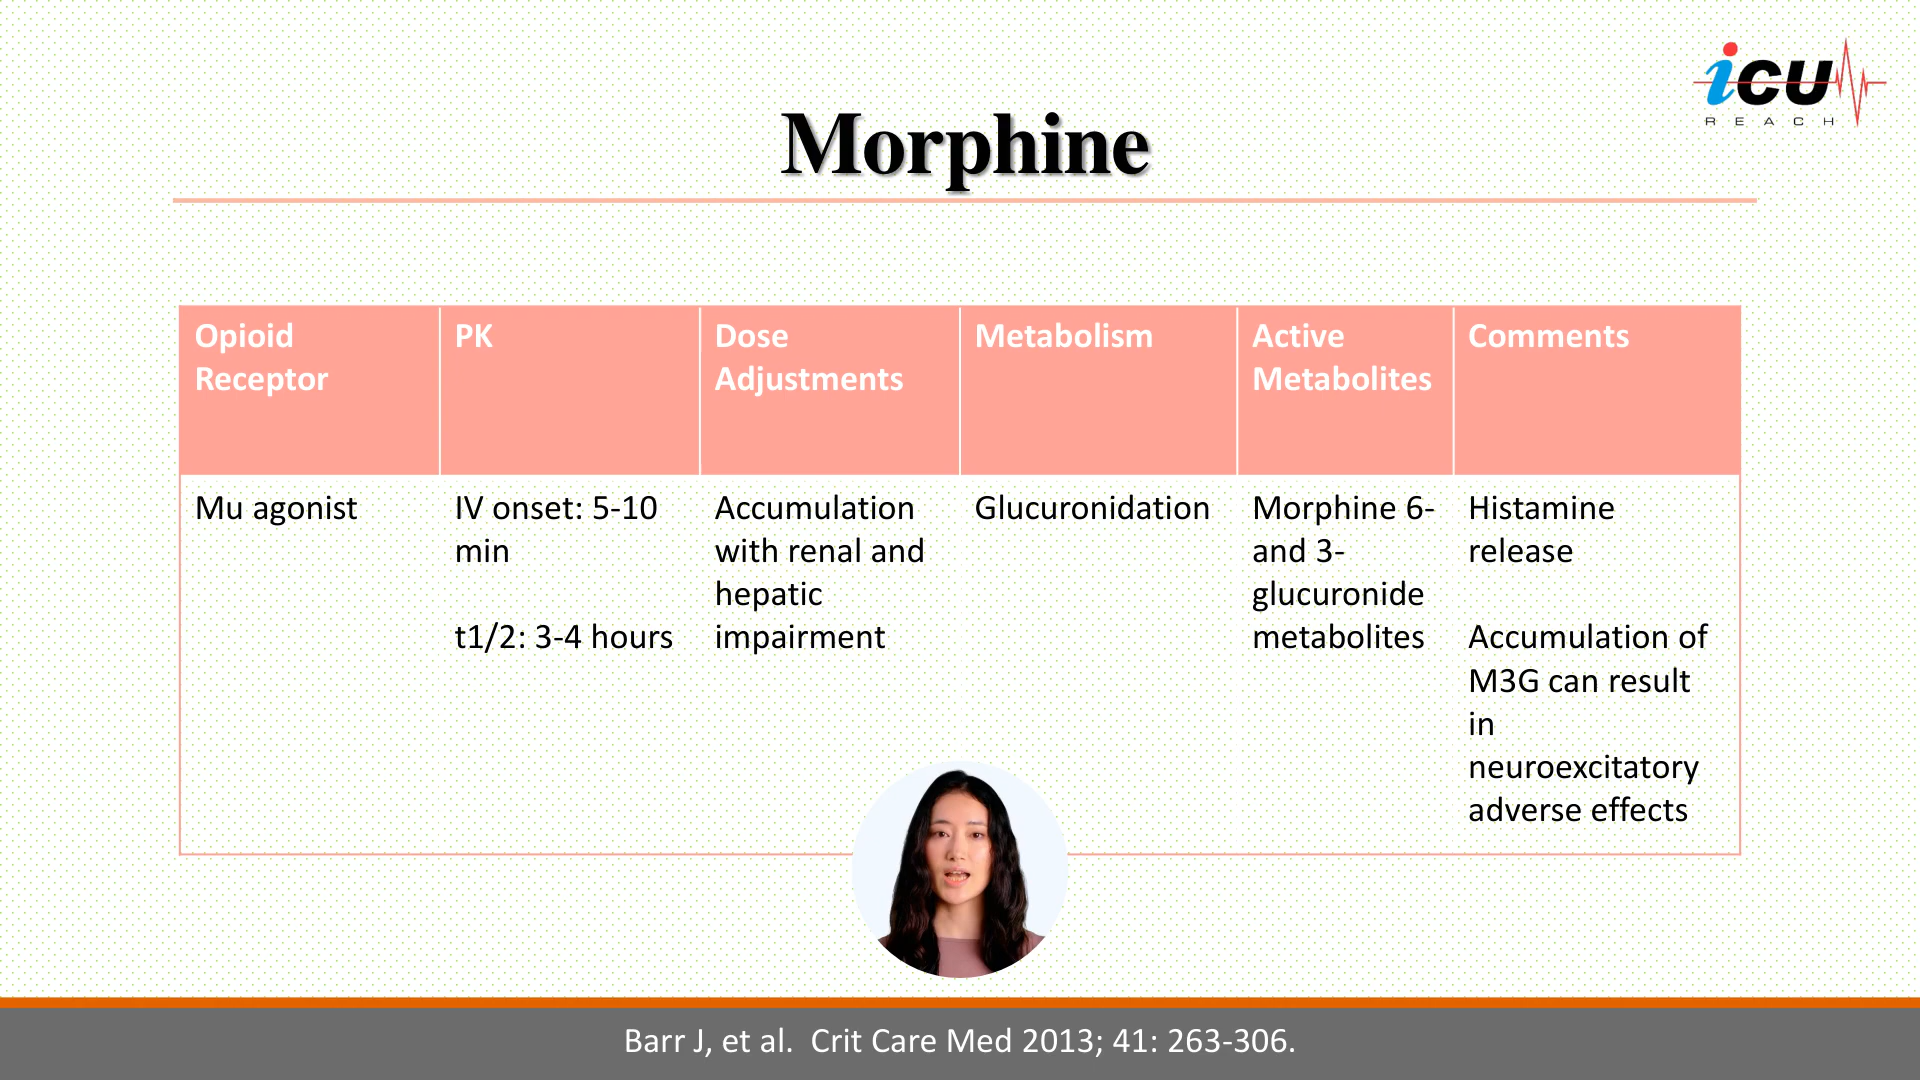 icu
REACH
Morphine
Opioid
Receptor
PK
Dose
Adjustments
Metabolism
Active
Metabolites
Comments
Mu agonist
IV onset: 5-10
min
t1/2: 3-4 hours
Accumulation
with renal and
hepatic
impairment
Glucuronidation
Morphine 6-
and 3-
glucuronide
metabolites
Histamine
release
Accumulation of
M3G can result
in
neuroexcitatory
adverse effects
Barr J, et al.  Crit Care Med 2013; 41: 263-306.